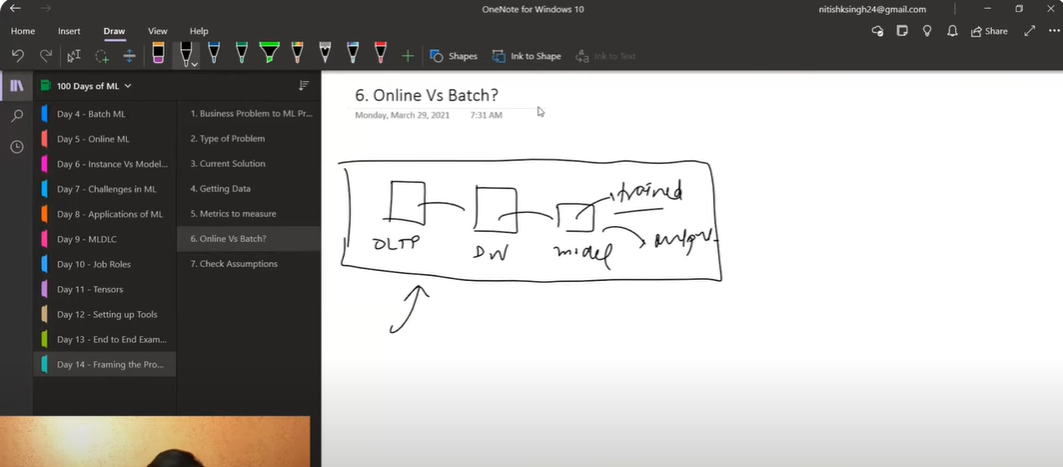 OneNote for Windows 10
nitishksingh24@gmail.com
Home Insert Draw View Help
Shapes Ink to Shape Ink to Text Share
100 Days of ML
Day 4 - Batch ML
Day 5 - Online ML
Day 6 - Instance Vs Model...
Day 7 - Challenges in ML
Day 8 - Applications of ML
Day 9 - MLDLC
Day 10 - Job Roles
Day 11 - Tensors
Day 12 - Setting up Tools
Day 13 - End to End Exam...
Day 14 - Framing the Pro...
1. Business Problem to ML Pr...
2. Type of Problem
3. Current Solution
4. Getting Data
5. Metrics to measure
6. Online Vs Batch?
7. Check Assumptions
6. Online Vs Batch?
Monday, March 29, 2021 7:31 AM
trained
OLTP DW model